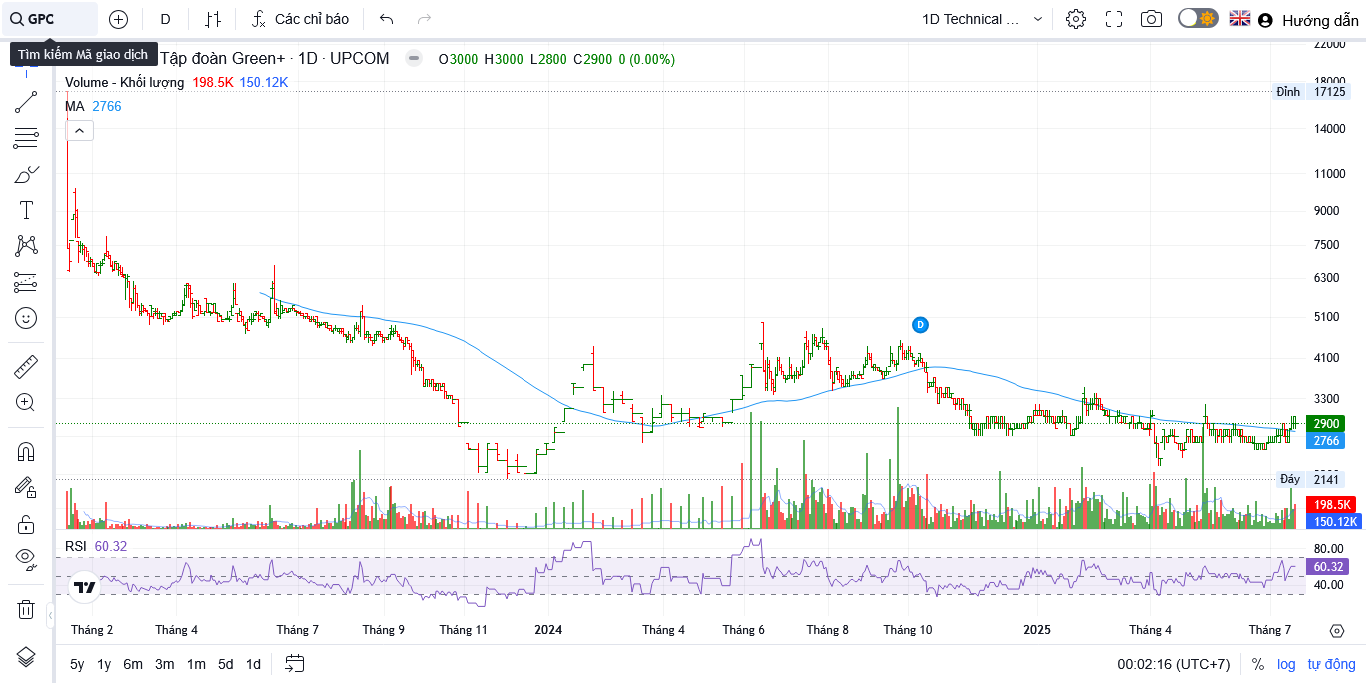 GPC
D
Các chỉ báo
1D Technical ...
Hướng dẫn
Tìm kiếm Mã giao dịch
Tập đoàn Green+ · 1D · UPCOM
O3000 H3000 L2800 C2900 0 (0.00%)
Volume - Khối lượng 198.5K 150.12K
MA 2766
22000
18000
Đỉnh 17125
14000
11000
9000
7500
6300
5100
D
4100
3300
2900
2766
Đáy 2141
198.5K
150.12K
RSI 60.32
80.00
60.32
40.00
Tháng 2 Tháng 4 Tháng 7 Tháng 9 Tháng 11 2024 Tháng 4 Tháng 6 Tháng 8 Tháng 10 2025 Tháng 4 Tháng 7
5y 1y 6m 3m 1m 5d 1d
00:02:16 (UTC+7) % log tự động